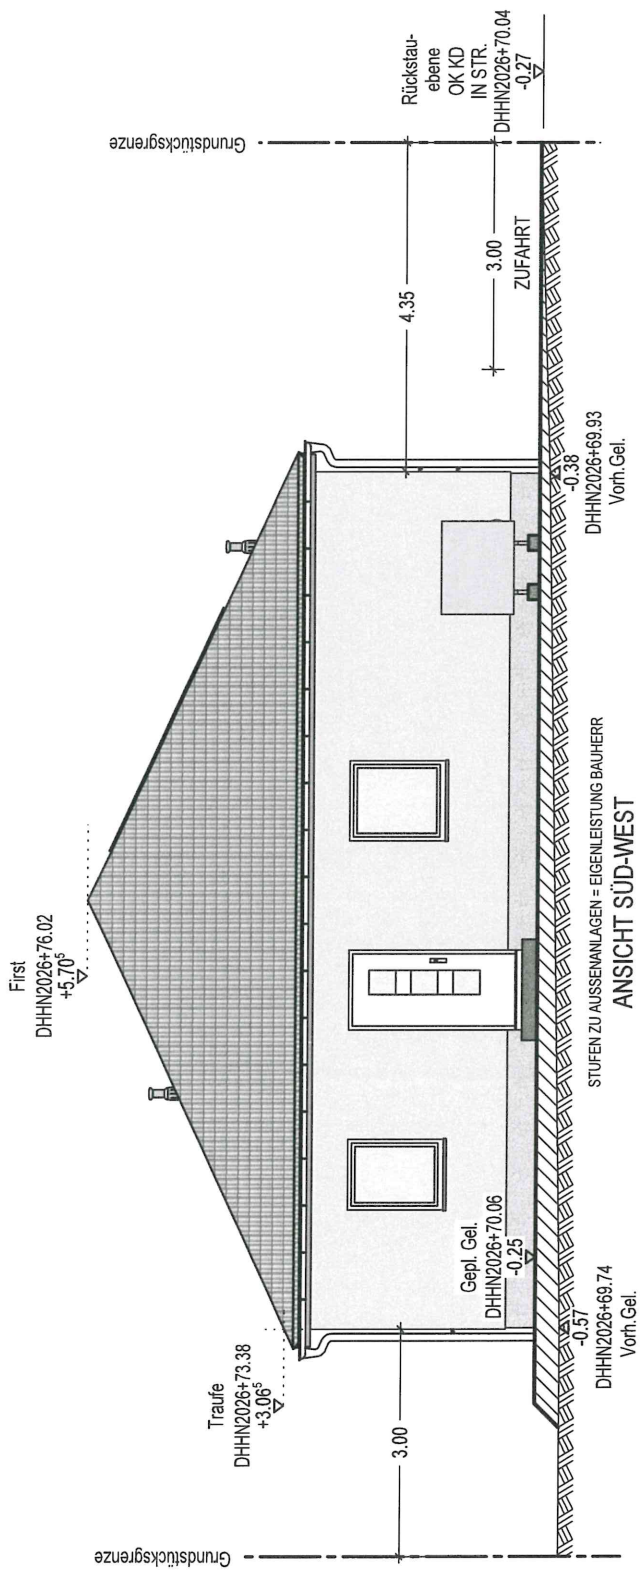 First
DHHN2026+76.02
+5.70⁵
Traufe
DHHN2026+73.38
+3.06⁵
Grundstücksgrenze
3.00
Gepl. Gel.
DHHN2026+70.06
-0.25
-0.57
DHHN2026+69.74
Vorh.Gel.
Grundstücksgrenze
4.35
3.00
ZUFAHRT
Rückstau-
ebene
OK KD
IN STR.
DHHN2026+70.04
-0.27
-0.38
DHHN2026+69.93
Vorh.Gel.
STUFEN ZU AUSSENANLAGEN = EIGENLEISTUNG BAUHERR
ANSICHT SÜD-WEST